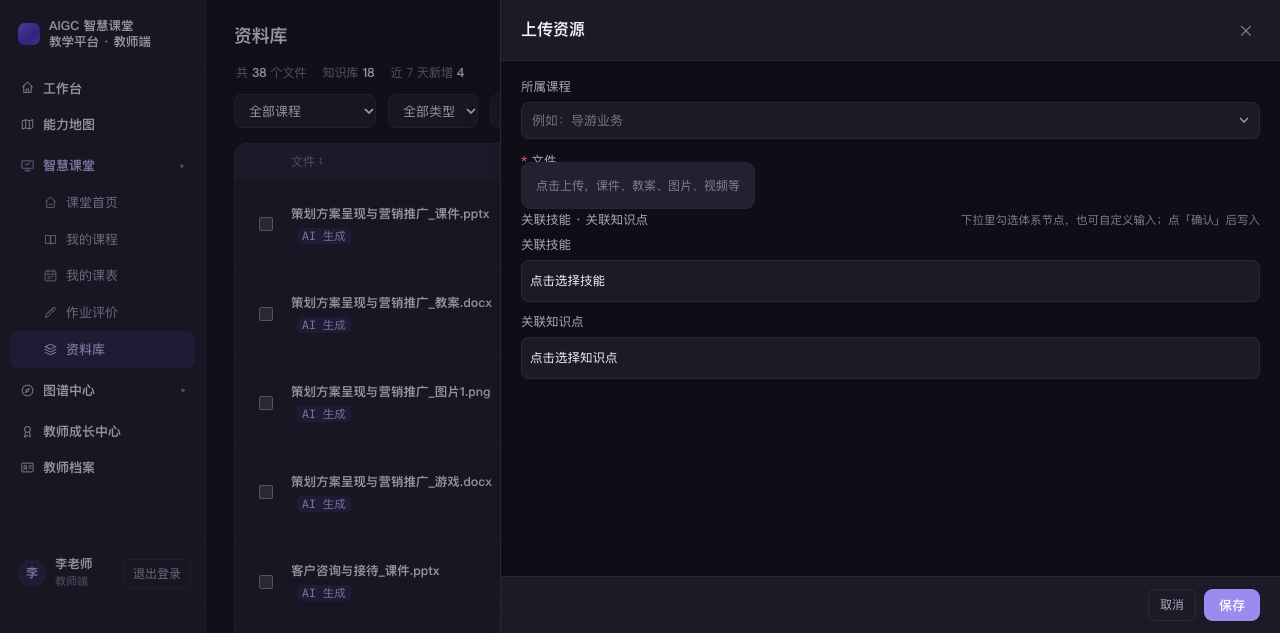 AIGC 智慧课堂
教学平台 · 教师端
工作台
能力地图
智慧课堂
课堂首页
我的课程
我的课表
作业评价
资料库
图谱中心
教师成长中心
教师档案
李
李老师
教师端
退出登录
资料库
共 38 个文件 知识库 18 近 7 天新增 4
全部课程
全部类型
文件
策划方案呈现与营销推广_课件.pptx
AI 生成
策划方案呈现与营销推广_教案.docx
AI 生成
策划方案呈现与营销推广_图片1.png
AI 生成
策划方案呈现与营销推广_游戏.docx
AI 生成
客户咨询与接待_课件.pptx
AI 生成
上传资源
所属课程
例如：导游业务
* 文件
点击上传，课件、教案、图片、视频等
关联技能 · 关联知识点
下拉里勾选体系节点，也可自定义输入；点「确认」后写入
关联技能
点击选择技能
关联知识点
点击选择知识点
取消
保存